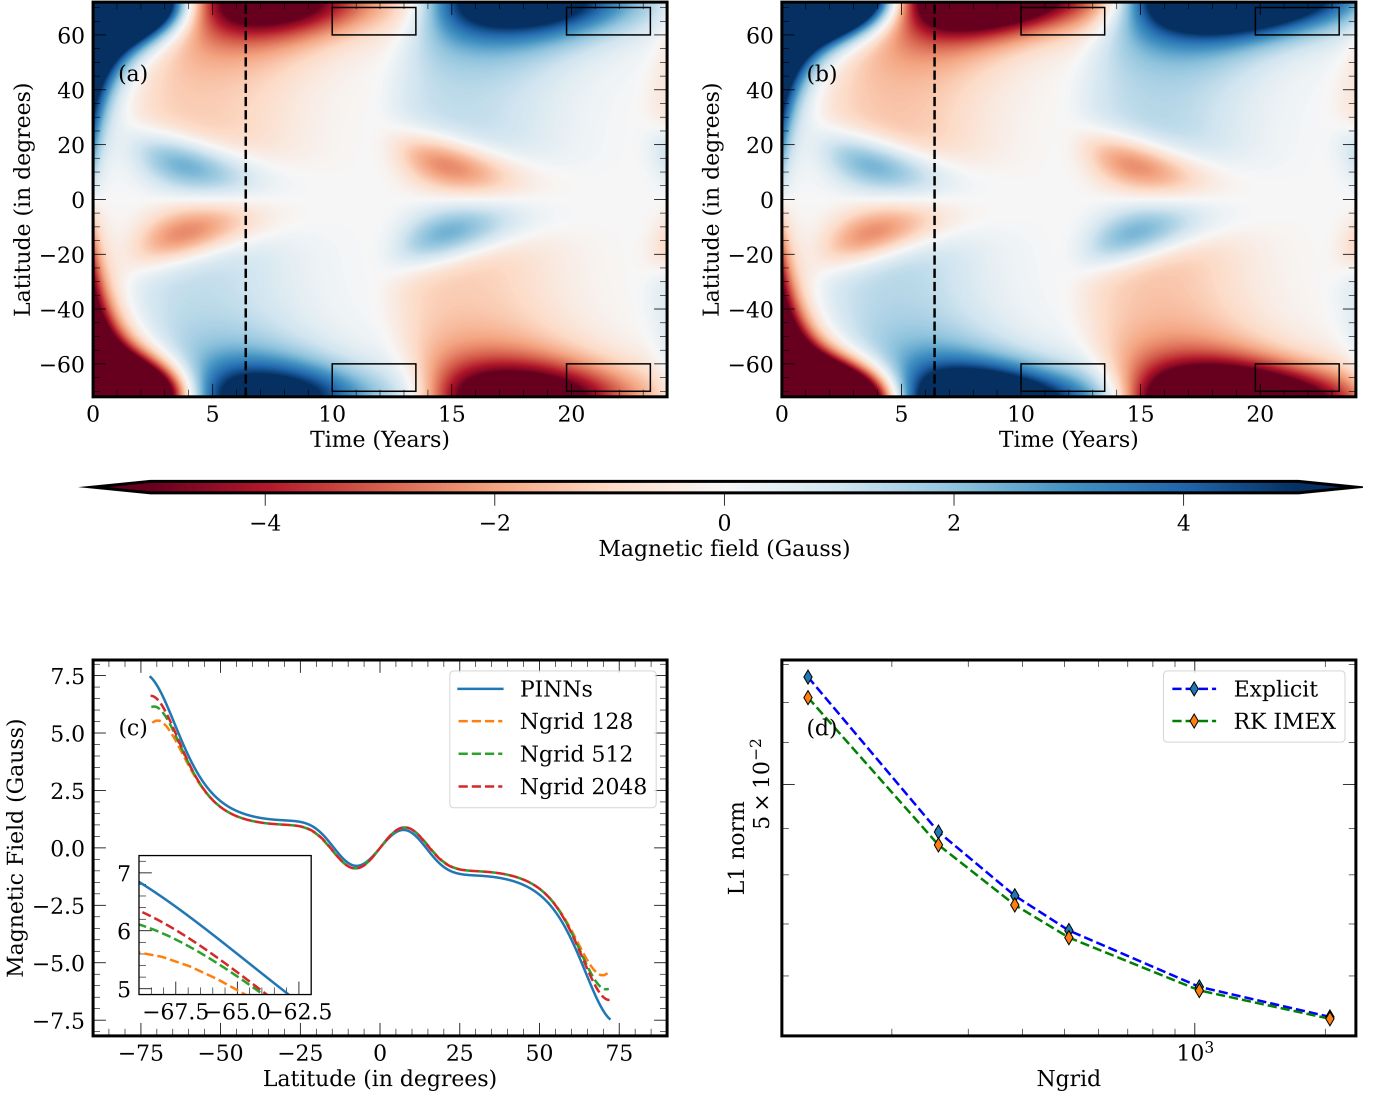 (a)
60
40
20
0
−20
−40
−60
Latitude (in degrees)
0 5 10 15 20
Time (Years)
(b)
60
40
20
0
−20
−40
−60
Latitude (in degrees)
0 5 10 15 20
Time (Years)
−4 −2 0 2 4
Magnetic field (Gauss)
(c)
7.5
5.0
2.5
0.0
−2.5
−5.0
−7.5
Magnetic Field (Gauss)
PINNs
Ngrid 128
Ngrid 512
Ngrid 2048
7
6
5
−67.5 −65.0 −62.5
−75 −50 −25 0 25 50 75
Latitude (in degrees)
(d)
Explicit
RK IMEX
5 × 10⁻²
L1 norm
10³
Ngrid